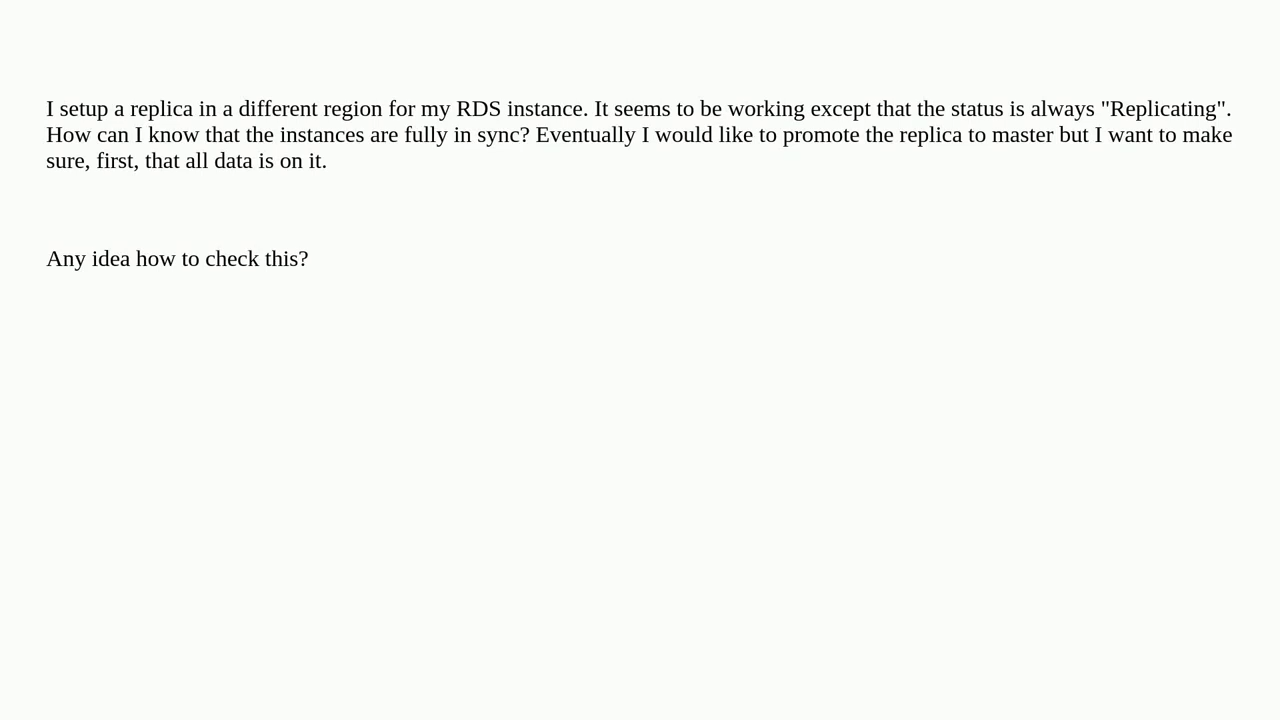 I setup a replica in a different region for my RDS instance. It seems to be working except that the status is always "Replicating".
How can I know that the instances are fully in sync? Eventually I would like to promote the replica to master but I want to make
sure, first, that all data is on it.
Any idea how to check this?